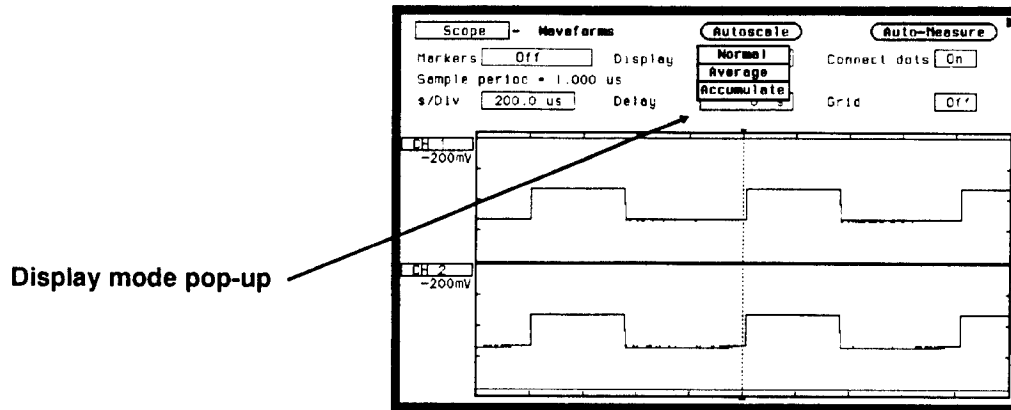 Scope - Waveforms Autoscale Auto-Measure
Markers Off Display Normal Connect dots On
Average
Sample period = 1.000 us
Accumulate
s/Div 200.0 us Delay 0 s Grid Off
CH 1
-200mV
Display mode pop-up
CH 2
-200mV